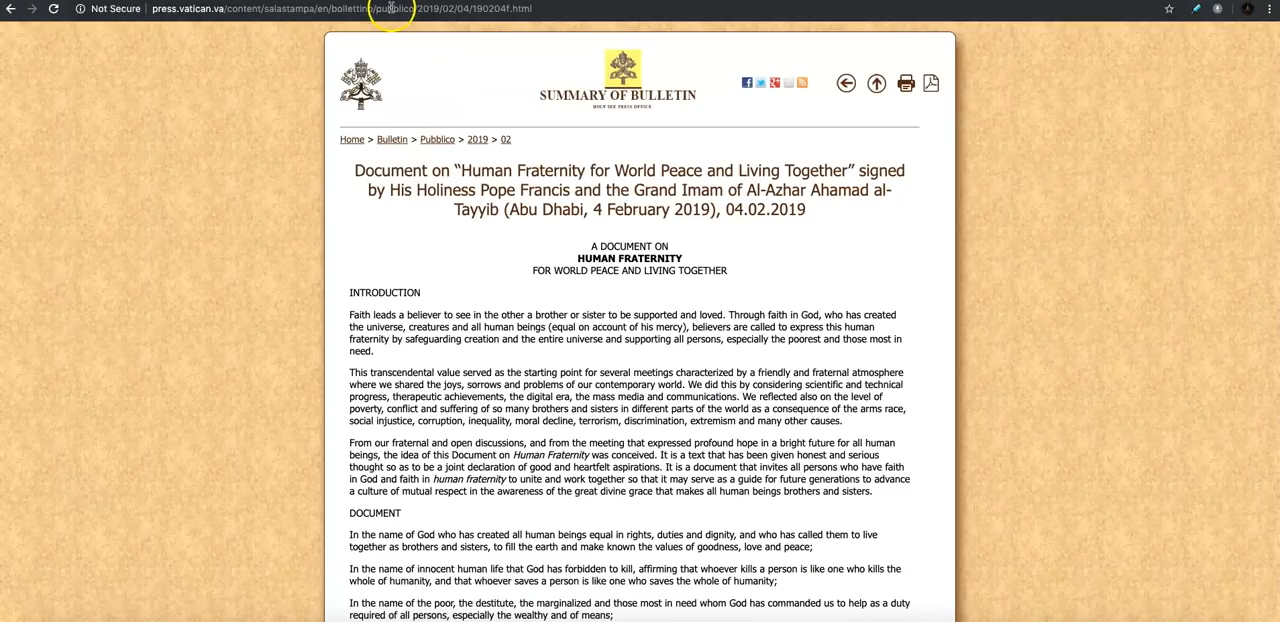 Not Secure | press.vatican.va/content/salastampa/en/bollettino/pubblico/2019/02/04/190204f.html
SUMMARY OF BULLETIN
HOLY SEE PRESS OFFICE
Home > Bulletin > Pubblico > 2019 > 02
Document on “Human Fraternity for World Peace and Living Together” signed
by His Holiness Pope Francis and the Grand Imam of Al-Azhar Ahamad al-
Tayyib (Abu Dhabi, 4 February 2019), 04.02.2019
A DOCUMENT ON
HUMAN FRATERNITY
FOR WORLD PEACE AND LIVING TOGETHER
INTRODUCTION
Faith leads a believer to see in the other a brother or sister to be supported and loved. Through faith in God, who has created
the universe, creatures and all human beings (equal on account of his mercy), believers are called to express this human
fraternity by safeguarding creation and the entire universe and supporting all persons, especially the poorest and those most in
need.
This transcendental value served as the starting point for several meetings characterized by a friendly and fraternal atmosphere
where we shared the joys, sorrows and problems of our contemporary world. We did this by considering scientific and technical
progress, therapeutic achievements, the digital era, the mass media and communications. We reflected also on the level of
poverty, conflict and suffering of so many brothers and sisters in different parts of the world as a consequence of the arms race,
social injustice, corruption, inequality, moral decline, terrorism, discrimination, extremism and many other causes.
From our fraternal and open discussions, and from the meeting that expressed profound hope in a bright future for all human
beings, the idea of this Document on Human Fraternity was conceived. It is a text that has been given honest and serious
thought so as to be a joint declaration of good and heartfelt aspirations. It is a document that invites all persons who have faith
in God and faith in human fraternity to unite and work together so that it may serve as a guide for future generations to advance
a culture of mutual respect in the awareness of the great divine grace that makes all human beings brothers and sisters.
DOCUMENT
In the name of God who has created all human beings equal in rights, duties and dignity, and who has called them to live
together as brothers and sisters, to fill the earth and make known the values of goodness, love and peace;
In the name of innocent human life that God has forbidden to kill, affirming that whoever kills a person is like one who kills the
whole of humanity, and that whoever saves a person is like one who saves the whole of humanity;
In the name of the poor, the destitute, the marginalized and those most in need whom God has commanded us to help as a duty
required of all persons, especially the wealthy and of means;